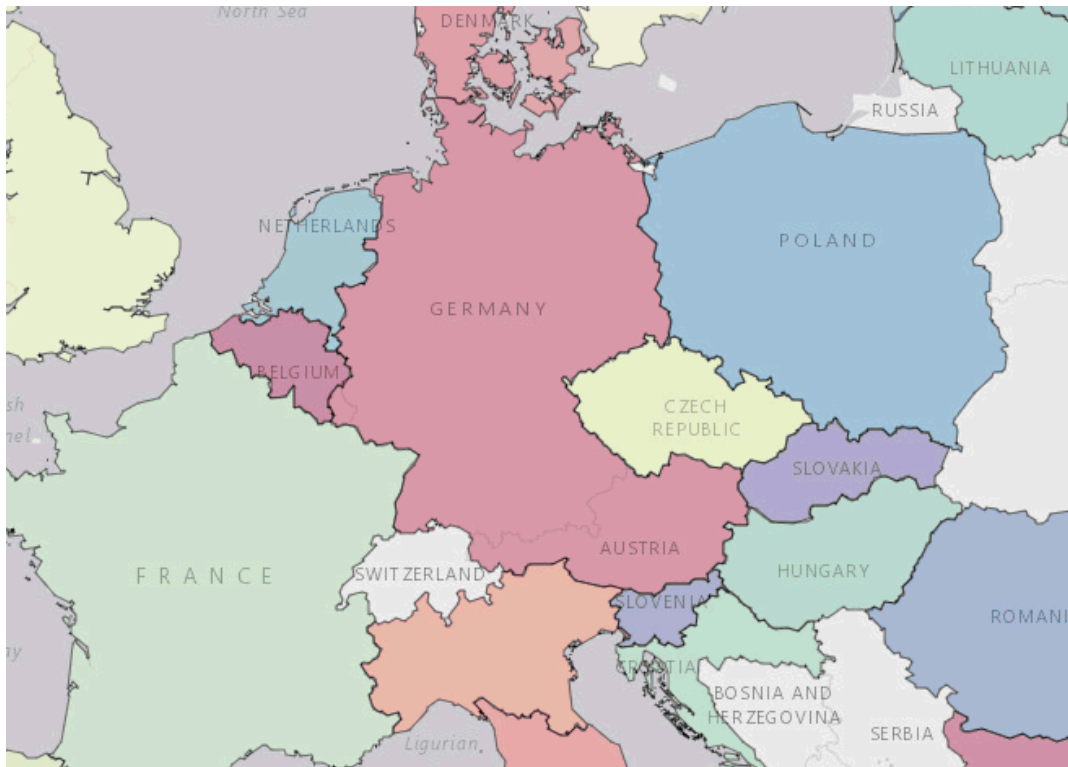 North Sea
DENMARK
LITHUANIA
RUSSIA
NETHERLANDS
POLAND
GERMANY
BELGIUM
CZECH
REPUBLIC
SLOVAKIA
AUSTRIA
HUNGARY
FRANCE
SWITZERLAND
SLOVENIA
ROMANI
CROATIA
BOSNIA AND
HERZEGOVINA
SERBIA
Ligurian